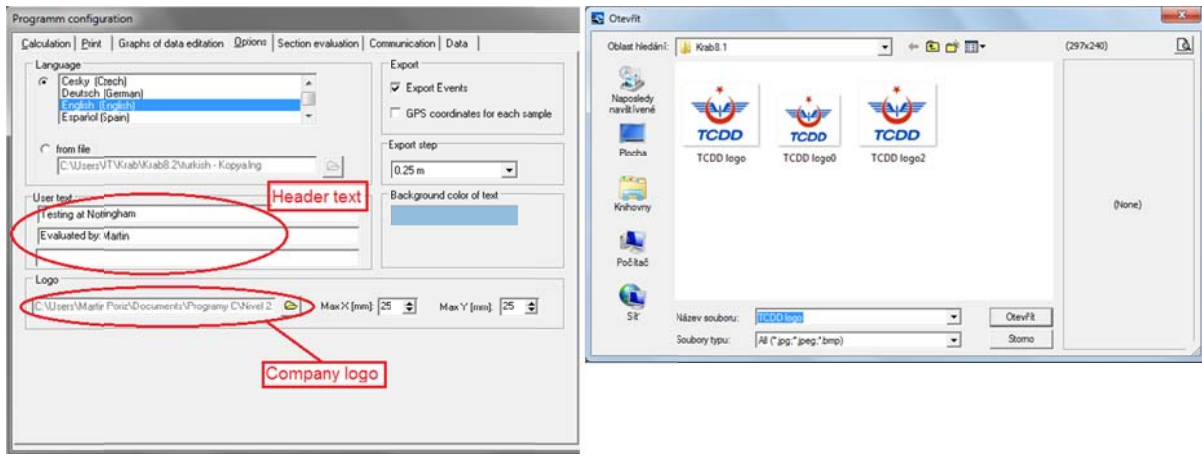 Programm configuration
Calculation Print Graphs of data editation Options Section evaluation Communication Data
Language
Cesky (Czech)
Deutsch (German)
English (English)
Español (Spain)
from file
C:\Users\IT\Krab\Krab8.2\turkish - Kopya.lng
Export
Export Events
GPS coordinates for each sample
Export step
0.25 m
User text
Header text
Testing at Notingham
Evaluated by: Martin
Background color of text
Logo
C:\Users\Martin Poriz\Documents\Programy C\Nivel 2
Max X [mm]: 25
Max Y [mm]: 25
Company logo
Otevřít
Oblast hledání: Krab8.1
(297x240)
Naposledy navštívené
Plocha
Knihovny
Počítač
Síť
TCDD TCDD TCDD
TCDD logo TCDD logo0 TCDD logo2
(None)
Název souboru: TCDD logo
Otevřít
Soubory typu: All (*.jpg;*.jpeg;*.bmp)
Storno